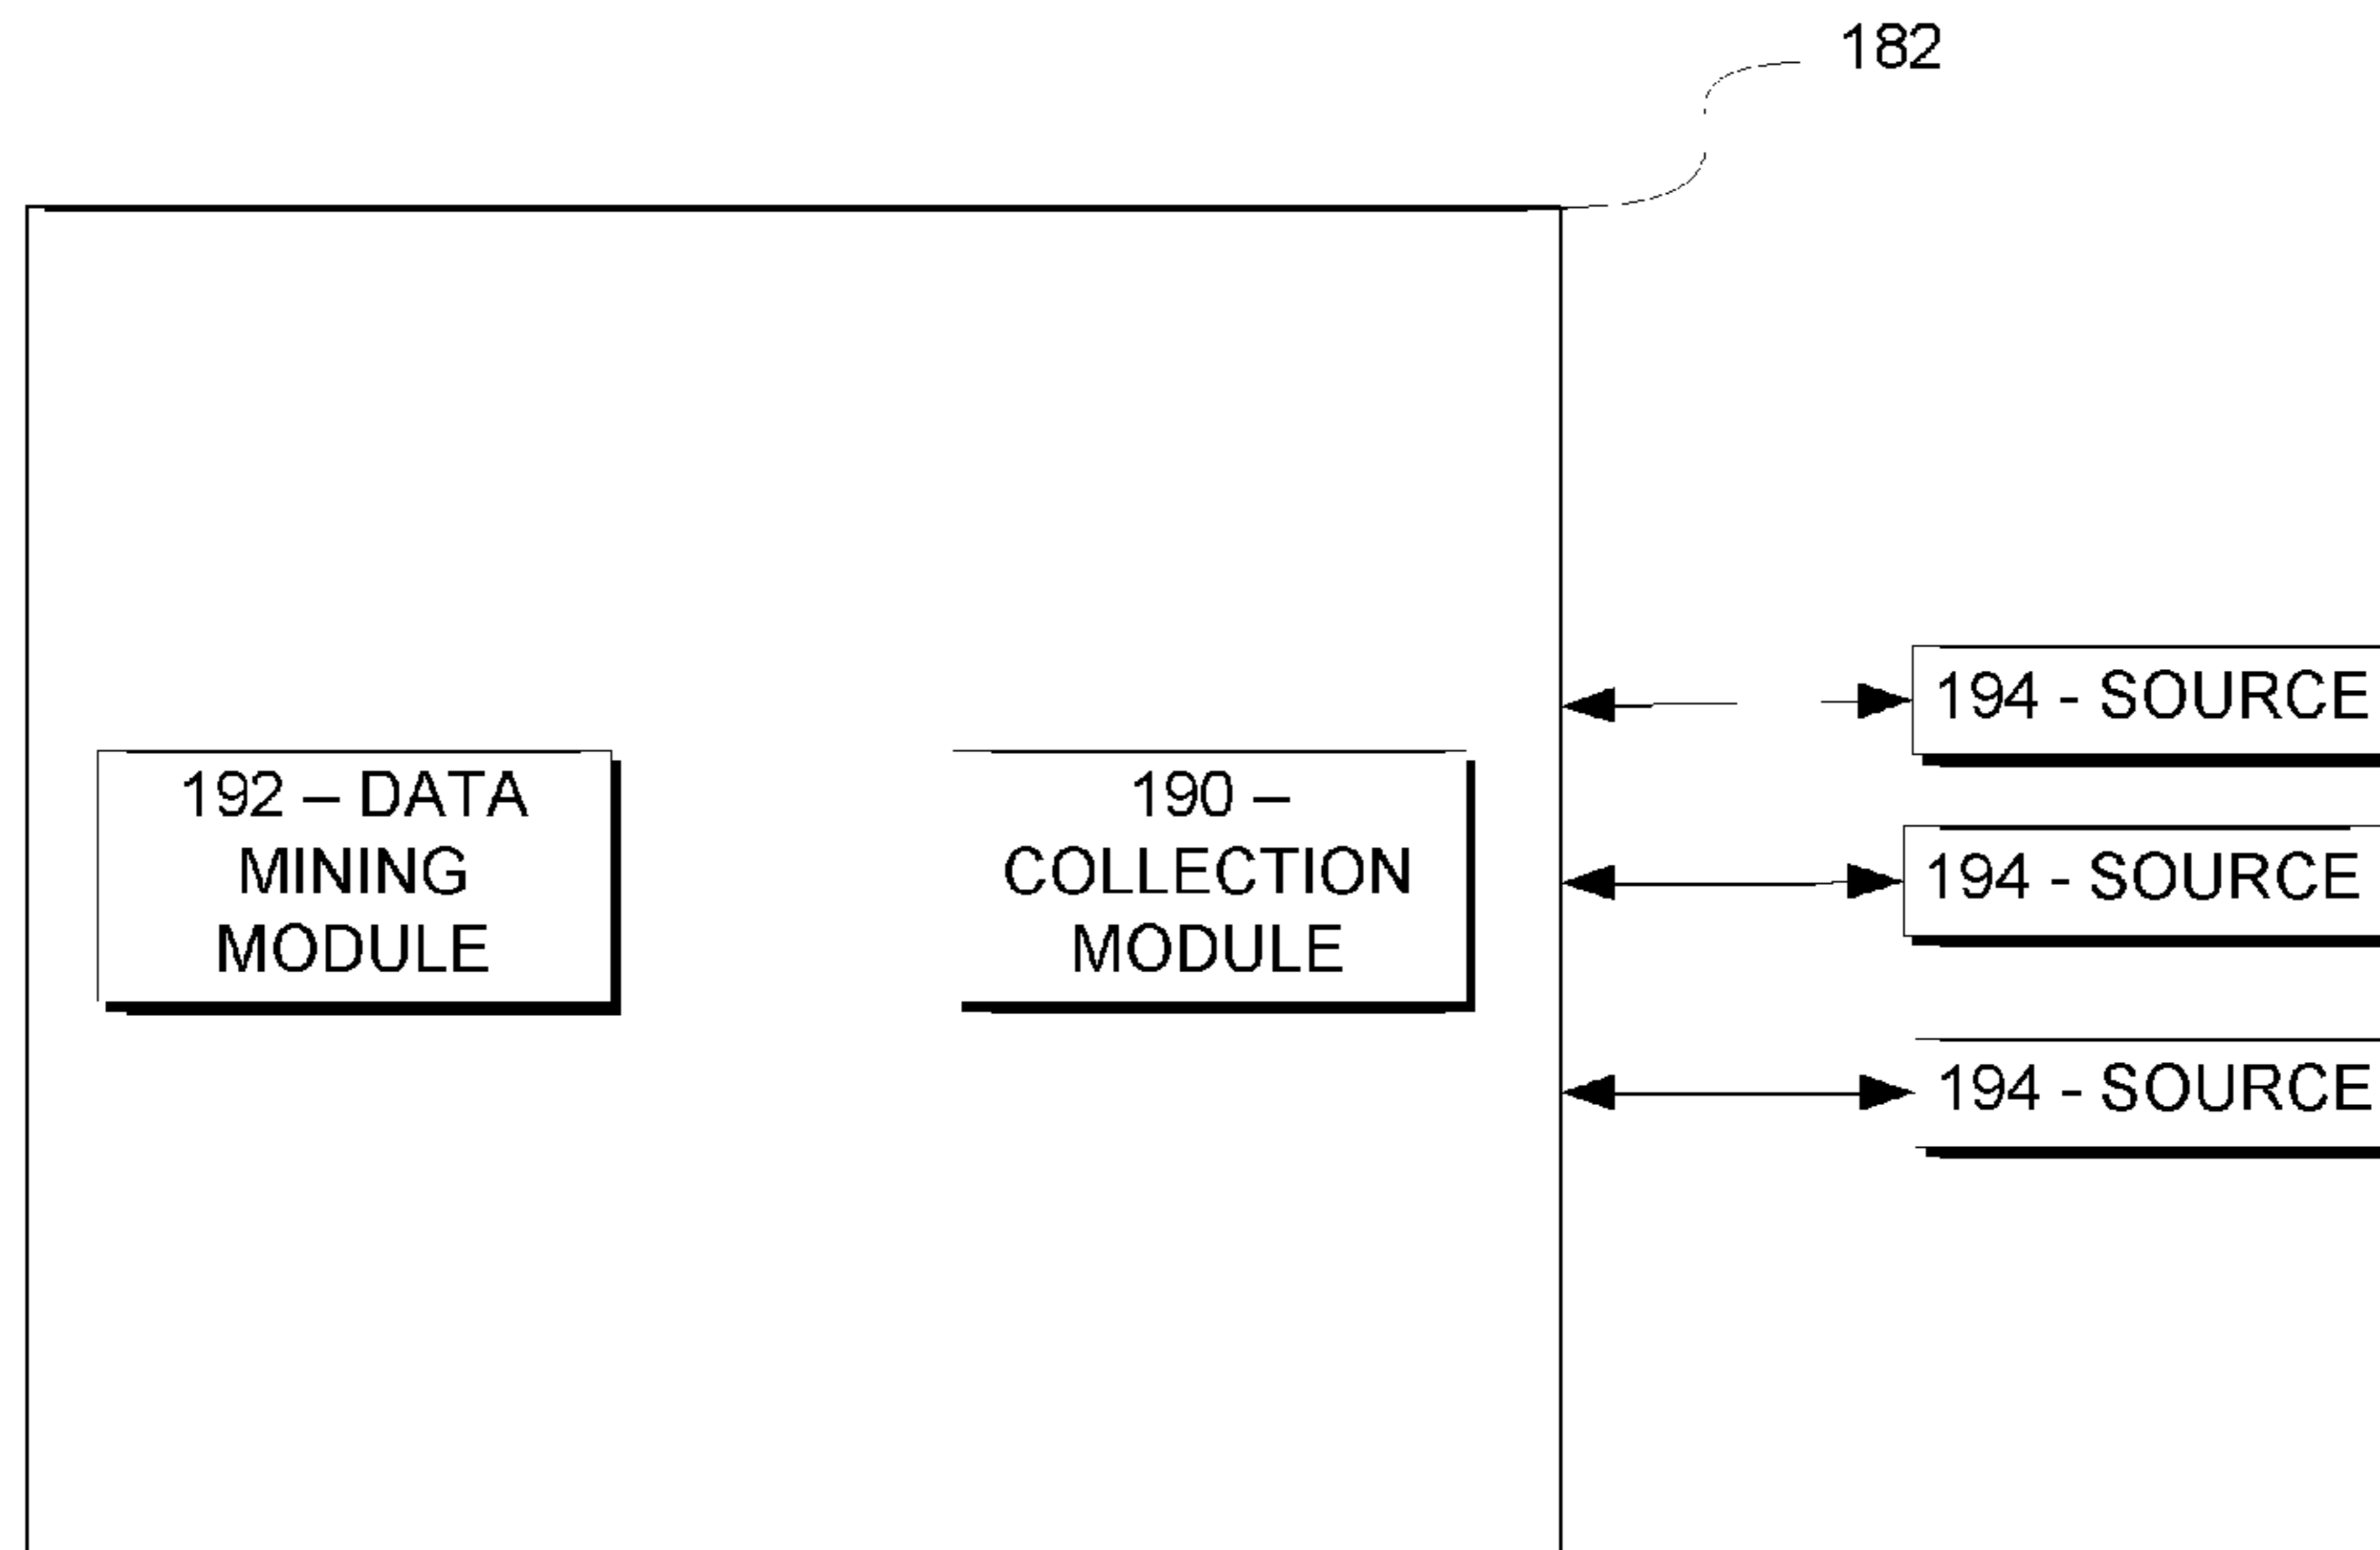 182
194 - SOURCE
192 – DATA
MINING
MODULE
190 –
COLLECTION
MODULE
194 - SOURCE
194 - SOURCE